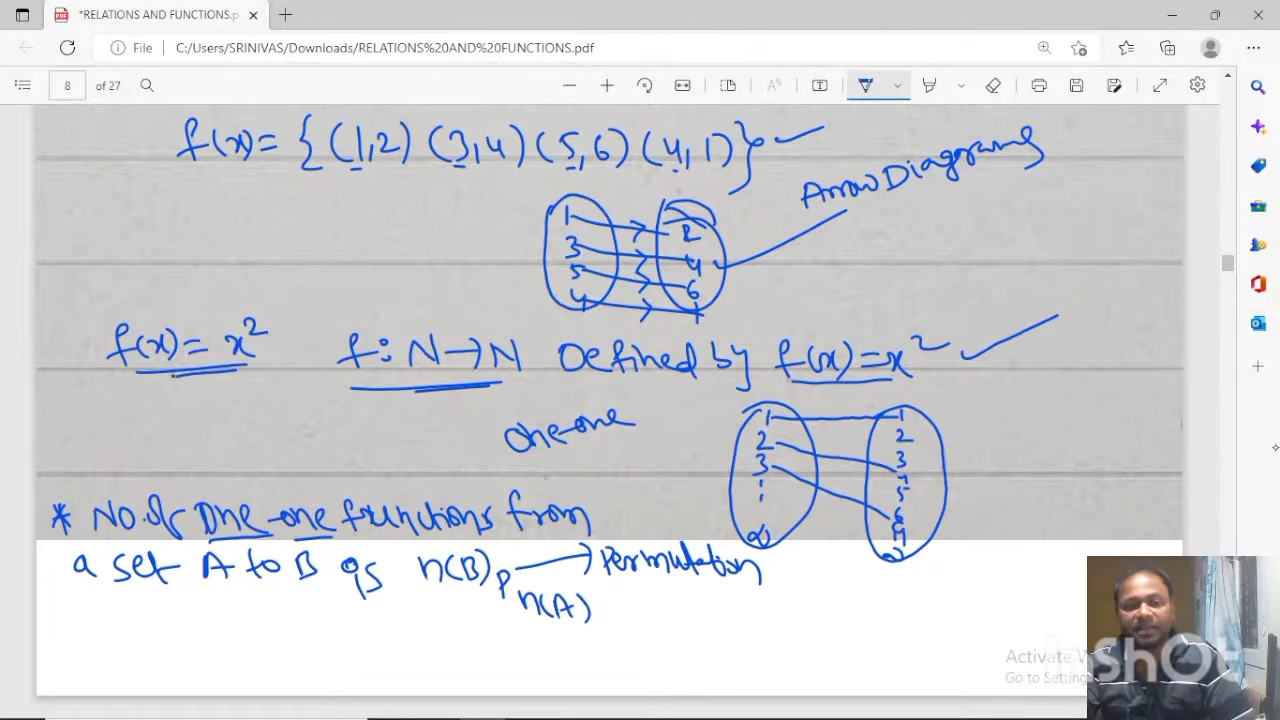 *RELATIONS AND FUNCTIONS.p
File C:/Users/SRINIVAS/Downloads/RELATIONS%20AND%20FUNCTIONS.pdf
8 of 27
f(x) = {(1,2) (3,4) (5,6) (4,1)}
Arrow Diagrams
1 2
3 4
5 6
4 1
f(x) = x² f: N→N Defined by f(x) = x²
one-one
1 1
2 2
3 3
5
∞ ∞
* No. of One-one functions from
a set A to B is n(B)P n(A) → Permutation
Activate
Go to Setting
InShOt